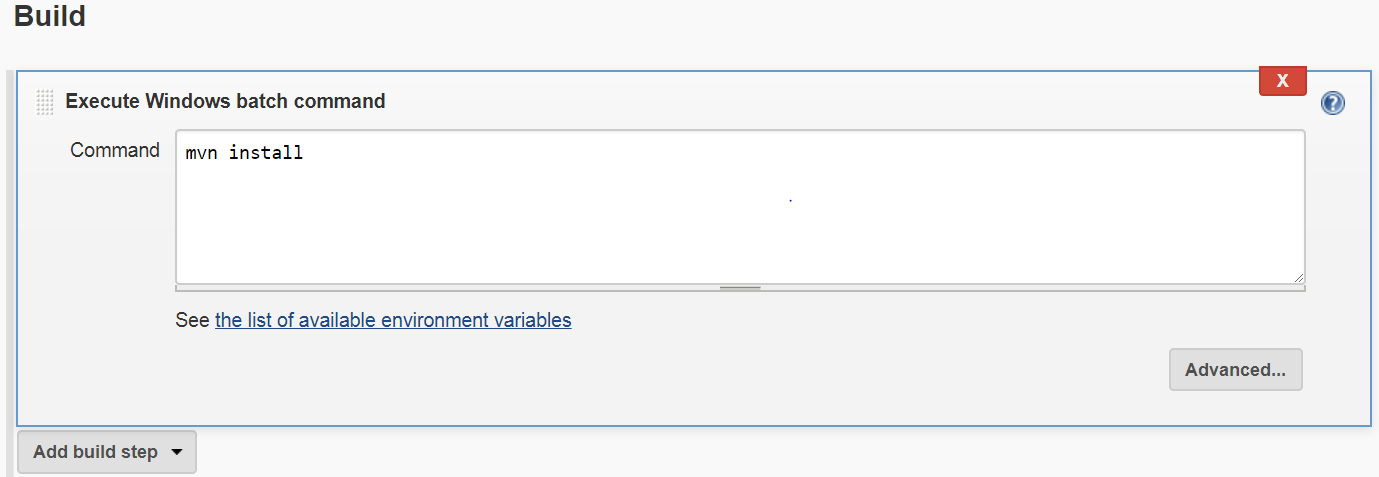 Build
X
Execute Windows batch command
?
Command
mvn install
See the list of available environment variables
Advanced...
Add build step